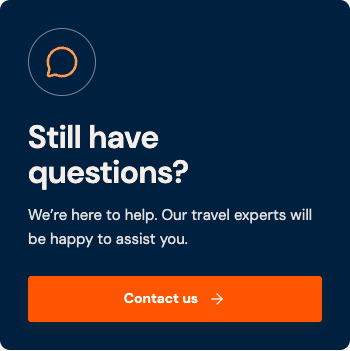 Still have
questions?
We’re here to help. Our travel experts will
be happy to assist you.
Contact us →